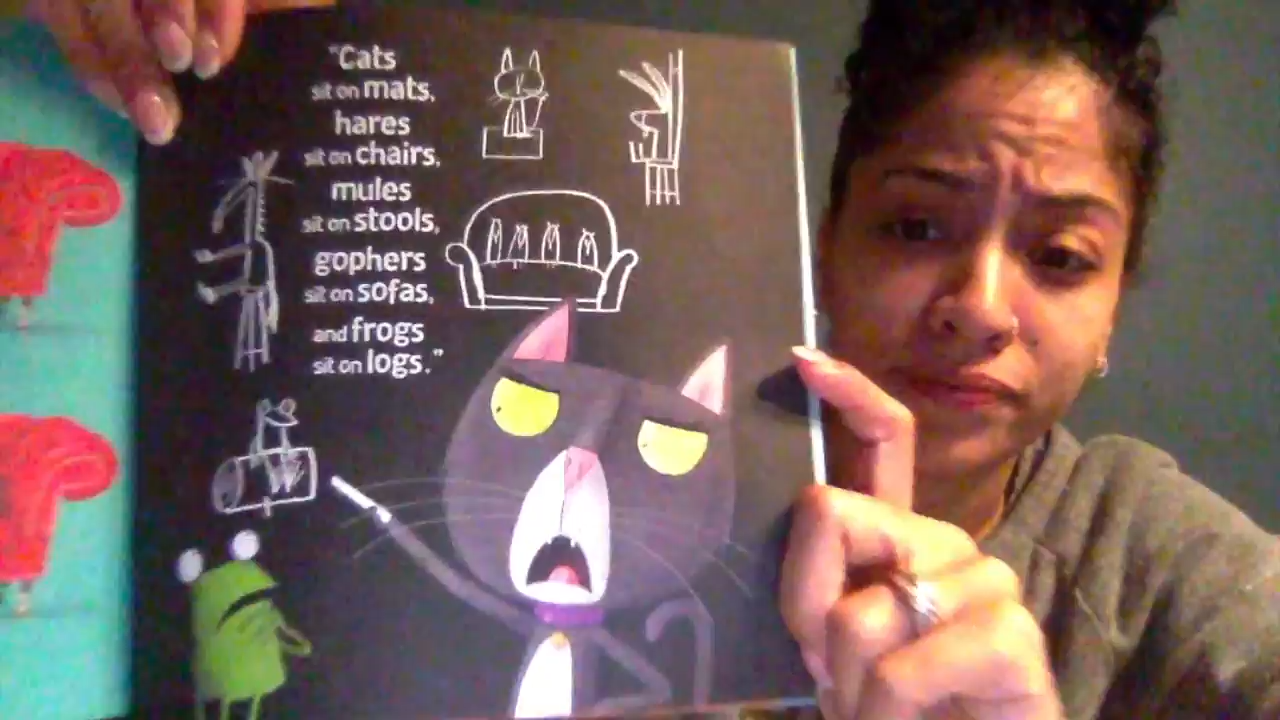 "Cats
sit on mats,
hares
sit on chairs,
mules
sit on stools,
gophers
sit on sofas,
and frogs
sit on logs."